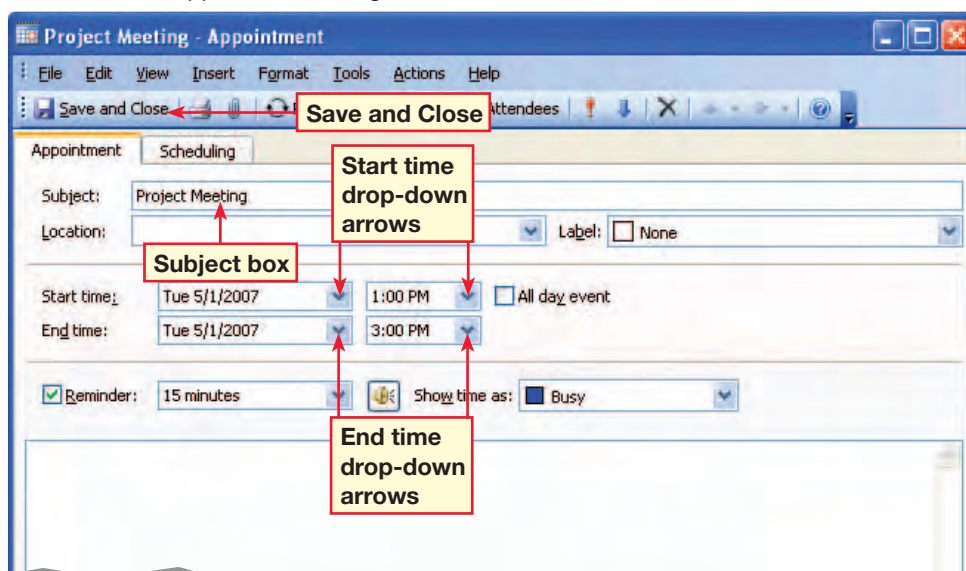 Project Meeting - Appointment
File Edit View Insert Format Tools Actions Help
Save and Close Save and Close Attendees
Appointment Scheduling
Start time
drop-down
arrows
Subject: Project Meeting
Location: Label: None
Subject box
Start time: Tue 5/1/2007 1:00 PM All day event
End time: Tue 5/1/2007 3:00 PM
Reminder: 15 minutes Show time as: Busy
End time
drop-down
arrows